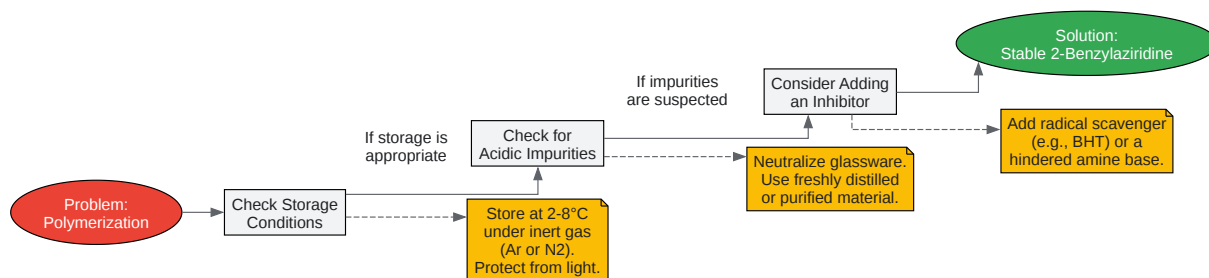 Problem:
Polymerization
Check Storage
Conditions
Store at 2-8°C
under inert gas
(Ar or N2).
Protect from light.
If storage is
appropriate
Check for
Acidic Impurities
Neutralize glassware.
Use freshly distilled
or purified material.
If impurities
are suspected
Consider Adding
an Inhibitor
Add radical scavenger
(e.g., BHT) or a
hindered amine base.
Solution:
Stable 2-Benzylaziridine